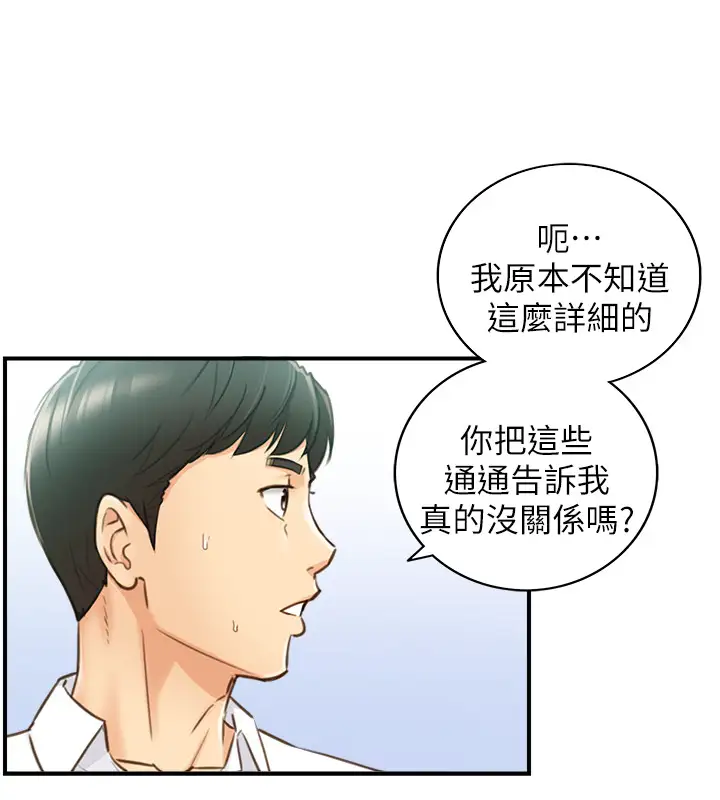 呃…
我原本不知道
這麼詳細的
你把這些
通通告訴我
真的沒關係嗎?